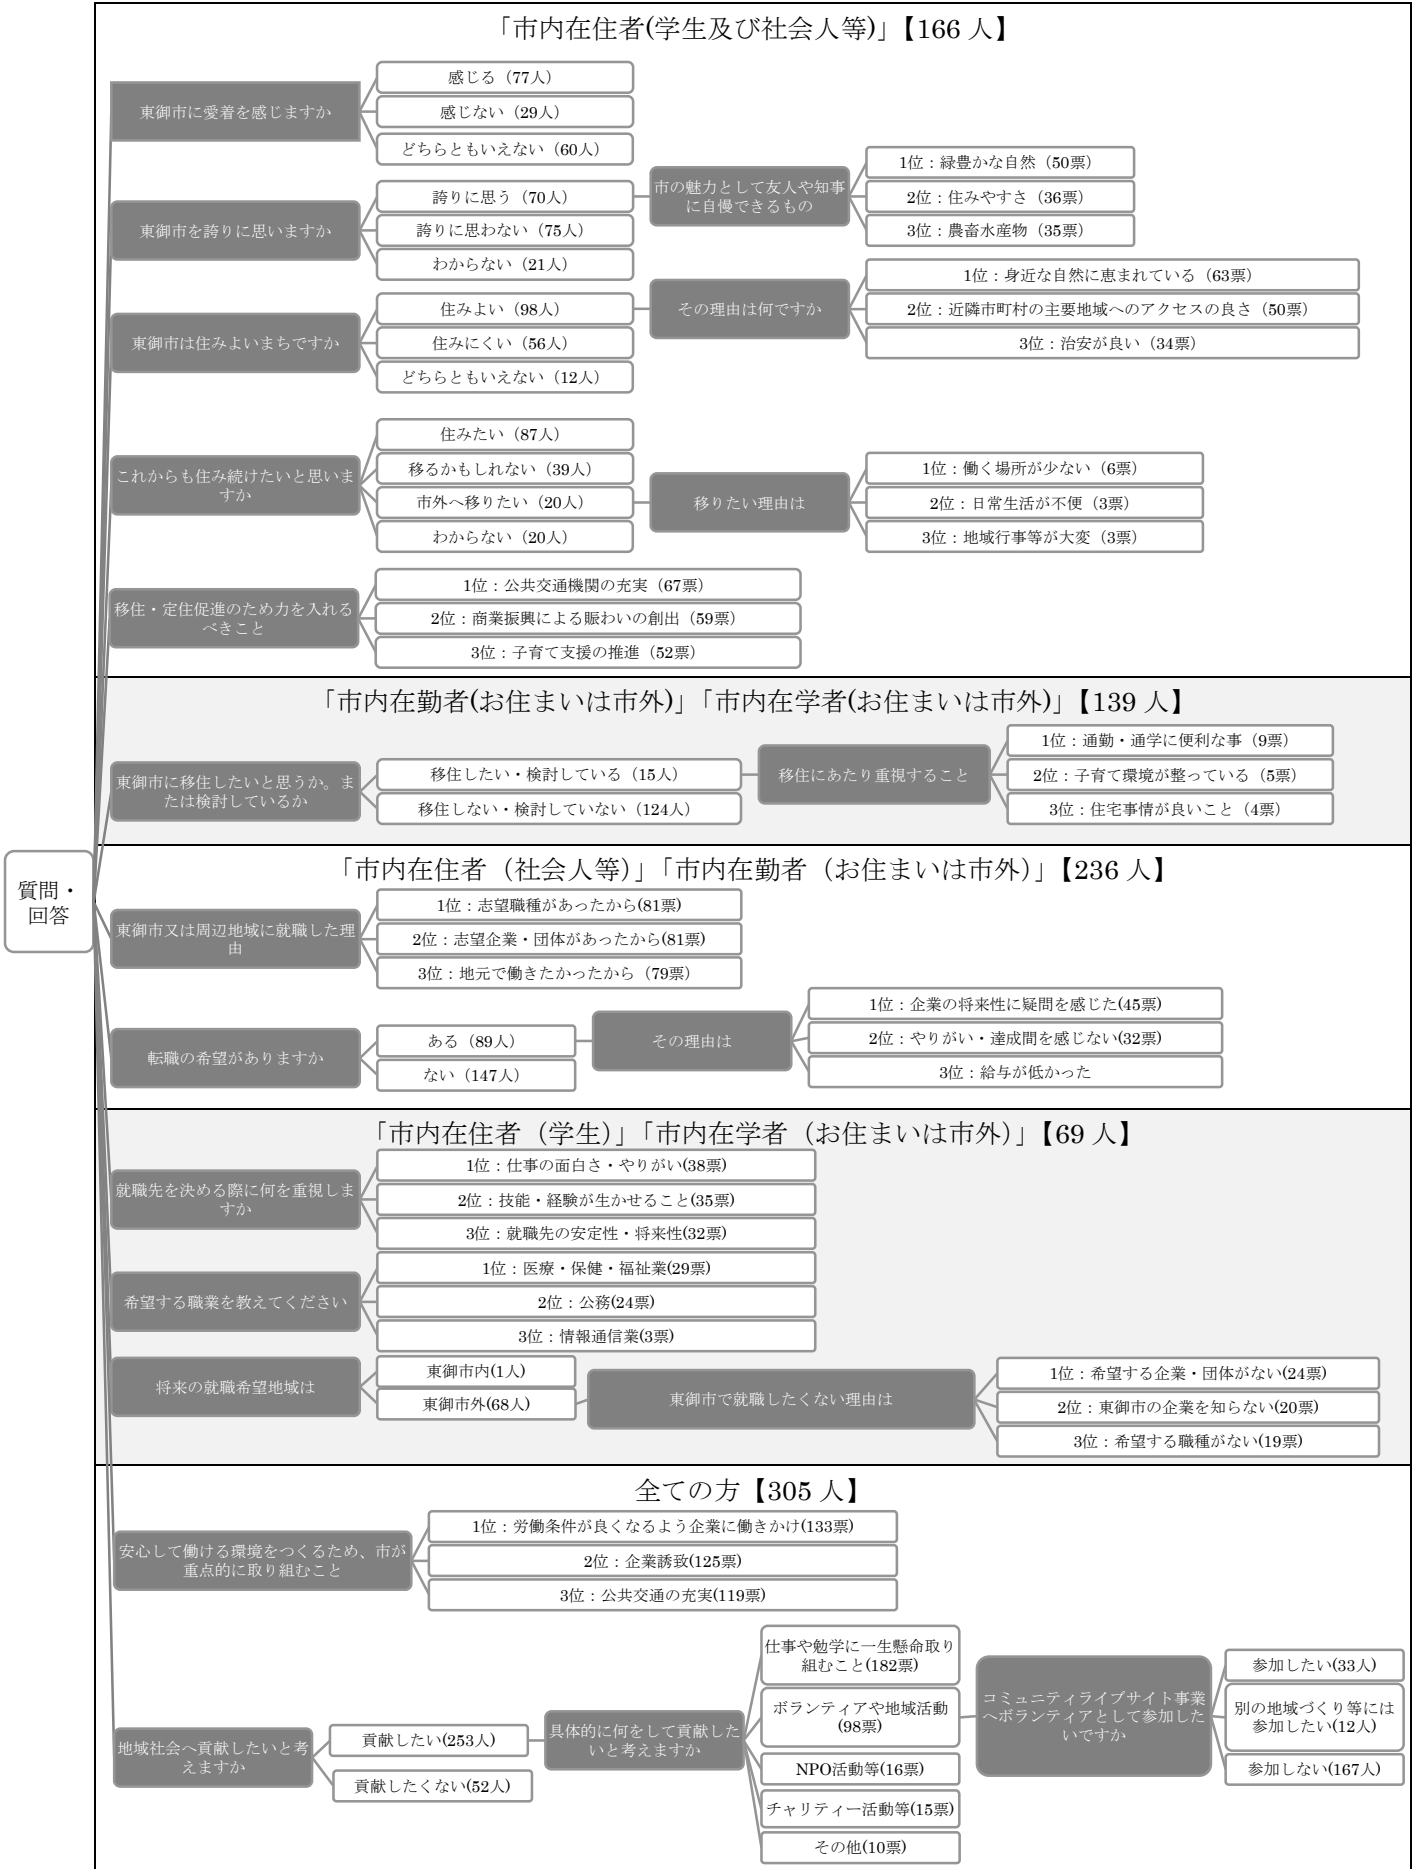 「市内在住者(学生及び社会人等)」【166 人】
東御市に愛着を感じますか
感じる（77人）
感じない（29人）
どちらともいえない（60人）
東御市を誇りに思いますか
誇りに思う（70人）
誇りに思わない（75人）
わからない（21人）
市の魅力として友人や知事
に自慢できるもの
1位：緑豊かな自然（50票）
2位：住みやすさ（36票）
3位：農畜水産物（35票）
東御市は住みよいまちですか
住みよい（98人）
住みにくい（56人）
どちらともいえない（12人）
その理由は何ですか
1位：身近な自然に恵まれている（63票）
2位：近隣市町村の主要地域へのアクセスの良さ（50票）
3位：治安が良い（34票）
これからも住み続けたいと思いま
すか
住みたい（87人）
移るかもしれない（39人）
市外へ移りたい（20人）
わからない（20人）
移りたい理由は
1位：働く場所が少ない（6票）
2位：日常生活が不便（3票）
3位：地域行事等が大変（3票）
移住・定住促進のため力を入れる
べきこと
1位：公共交通機関の充実（67票）
2位：商業振興による賑わいの創出（59票）
3位：子育て支援の推進（52票）
「市内在勤者(お住まいは市外)」「市内在学者(お住まいは市外)」【139 人】
東御市に移住したいと思うか。ま
たは検討しているか
移住したい・検討している（15人）
移住しない・検討していない（124人）
移住にあたり重視すること
1位：通勤・通学に便利な事（9票）
2位：子育て環境が整っている（5票）
3位：住宅事情が良いこと（4票）
質問・
回答
「市内在住者（社会人等）」「市内在勤者（お住まいは市外）」【236 人】
東御市又は周辺地域に就職した理
由
1位：志望職種があったから(81票)
2位：志望企業・団体があったから(81票)
3位：地元で働きたかったから（79票）
転職の希望がありますか
ある（89人）
ない（147人）
その理由は
1位：企業の将来性に疑問を感じた(45票)
2位：やりがい・達成間を感じない(32票)
3位：給与が低かった
「市内在住者（学生）」「市内在学者（お住まいは市外）」【69 人】
就職先を決める際に何を重視しま
すか
1位：仕事の面白さ・やりがい(38票)
2位：技能・経験が生かせること(35票)
3位：就職先の安定性・将来性(32票)
希望する職業を教えてください
1位：医療・保健・福祉業(29票)
2位：公務(24票)
3位：情報通信業(3票)
将来の就職希望地域は
東御市内(1人)
東御市外(68人)
東御市で就職したくない理由は
1位：希望する企業・団体がない(24票)
2位：東御市の企業を知らない(20票)
3位：希望する職種がない(19票)
全ての方【305 人】
安心して働ける環境をつくるため、市が
重点的に取り組むこと
1位：労働条件が良くなるよう企業に働きかけ(133票)
2位：企業誘致(125票)
3位：公共交通の充実(119票)
地域社会へ貢献したいと考
えますか
貢献したい(253人)
貢献したくない(52人)
具体的に何をして貢献した
いと考えますか
仕事や勉学に一生懸命取り
組むこと(182票)
ボランティアや地域活動
(98票)
NPO活動等(16票)
チャリティー活動等(15票)
その他(10票)
コミュニティライブサイト事業
へボランティアとして参加した
いですか
参加したい(33人)
別の地域づくり等には
参加したい(12人)
参加しない(167人)